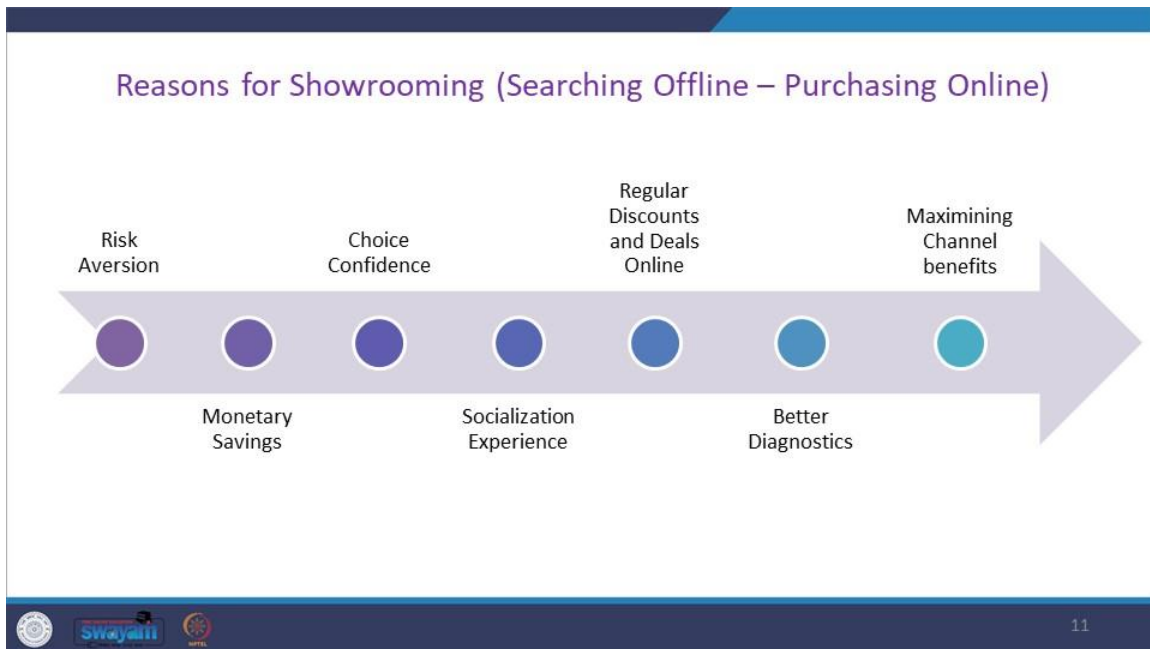 Reasons for Showrooming (Searching Offline – Purchasing Online)
Risk
Aversion
Monetary
Savings
Choice
Confidence
Socialization
Experience
Regular
Discounts
and Deals
Online
Better
Diagnostics
Maximining
Channel
benefits
swayam
NPTEL
11